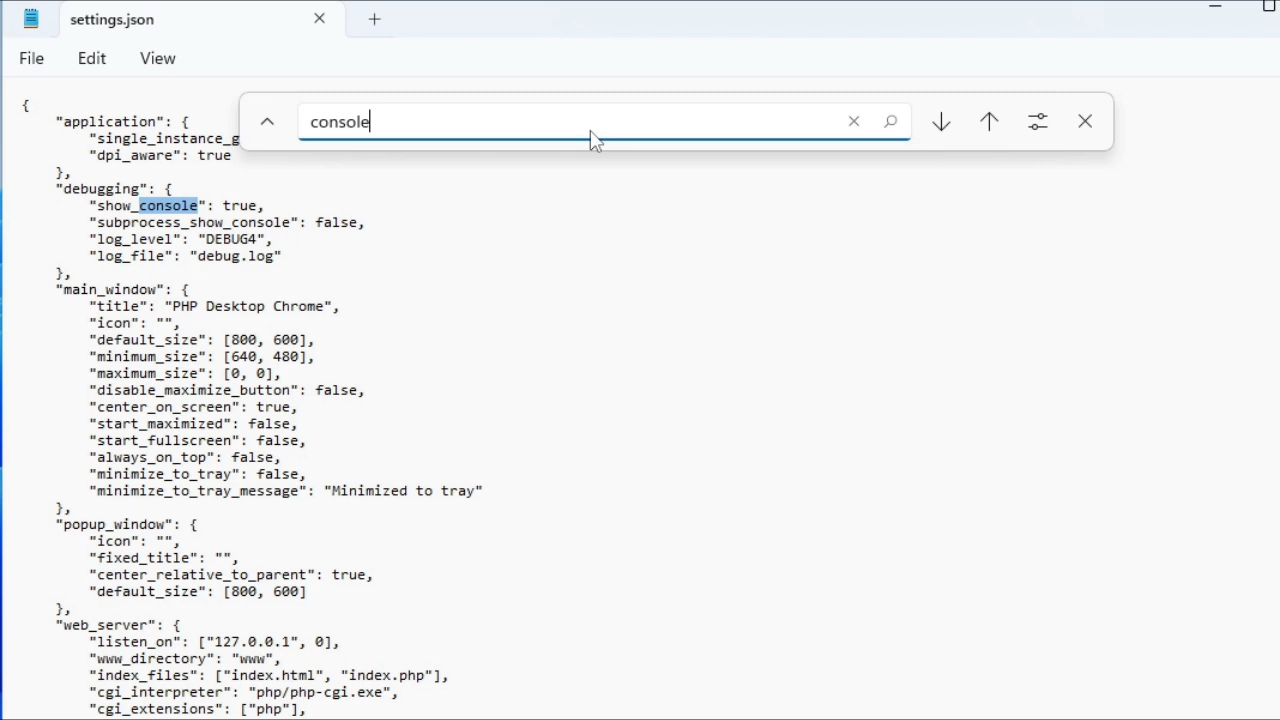 settings.json
File Edit View
console
{
"application": {
"single_instance_g
"dpi_aware": true
},
"debugging": {
"show_console": true,
"subprocess_show_console": false,
"log_level": "DEBUG4",
"log_file": "debug.log"
},
"main_window": {
"title": "PHP Desktop Chrome",
"icon": "",
"default_size": [800, 600],
"minimum_size": [640, 480],
"maximum_size": [0, 0],
"disable_maximize_button": false,
"center_on_screen": true,
"start_maximized": false,
"start_fullscreen": false,
"always_on_top": false,
"minimize_to_tray": false,
"minimize_to_tray_message": "Minimized to tray"
},
"popup_window": {
"icon": "",
"fixed_title": "",
"center_relative_to_parent": true,
"default_size": [800, 600]
},
"web_server": {
"listen_on": ["127.0.0.1", 0],
"www_directory": "www",
"index_files": ["index.html", "index.php"],
"cgi_interpreter": "php/php-cgi.exe",
"cgi_extensions": ["php"],